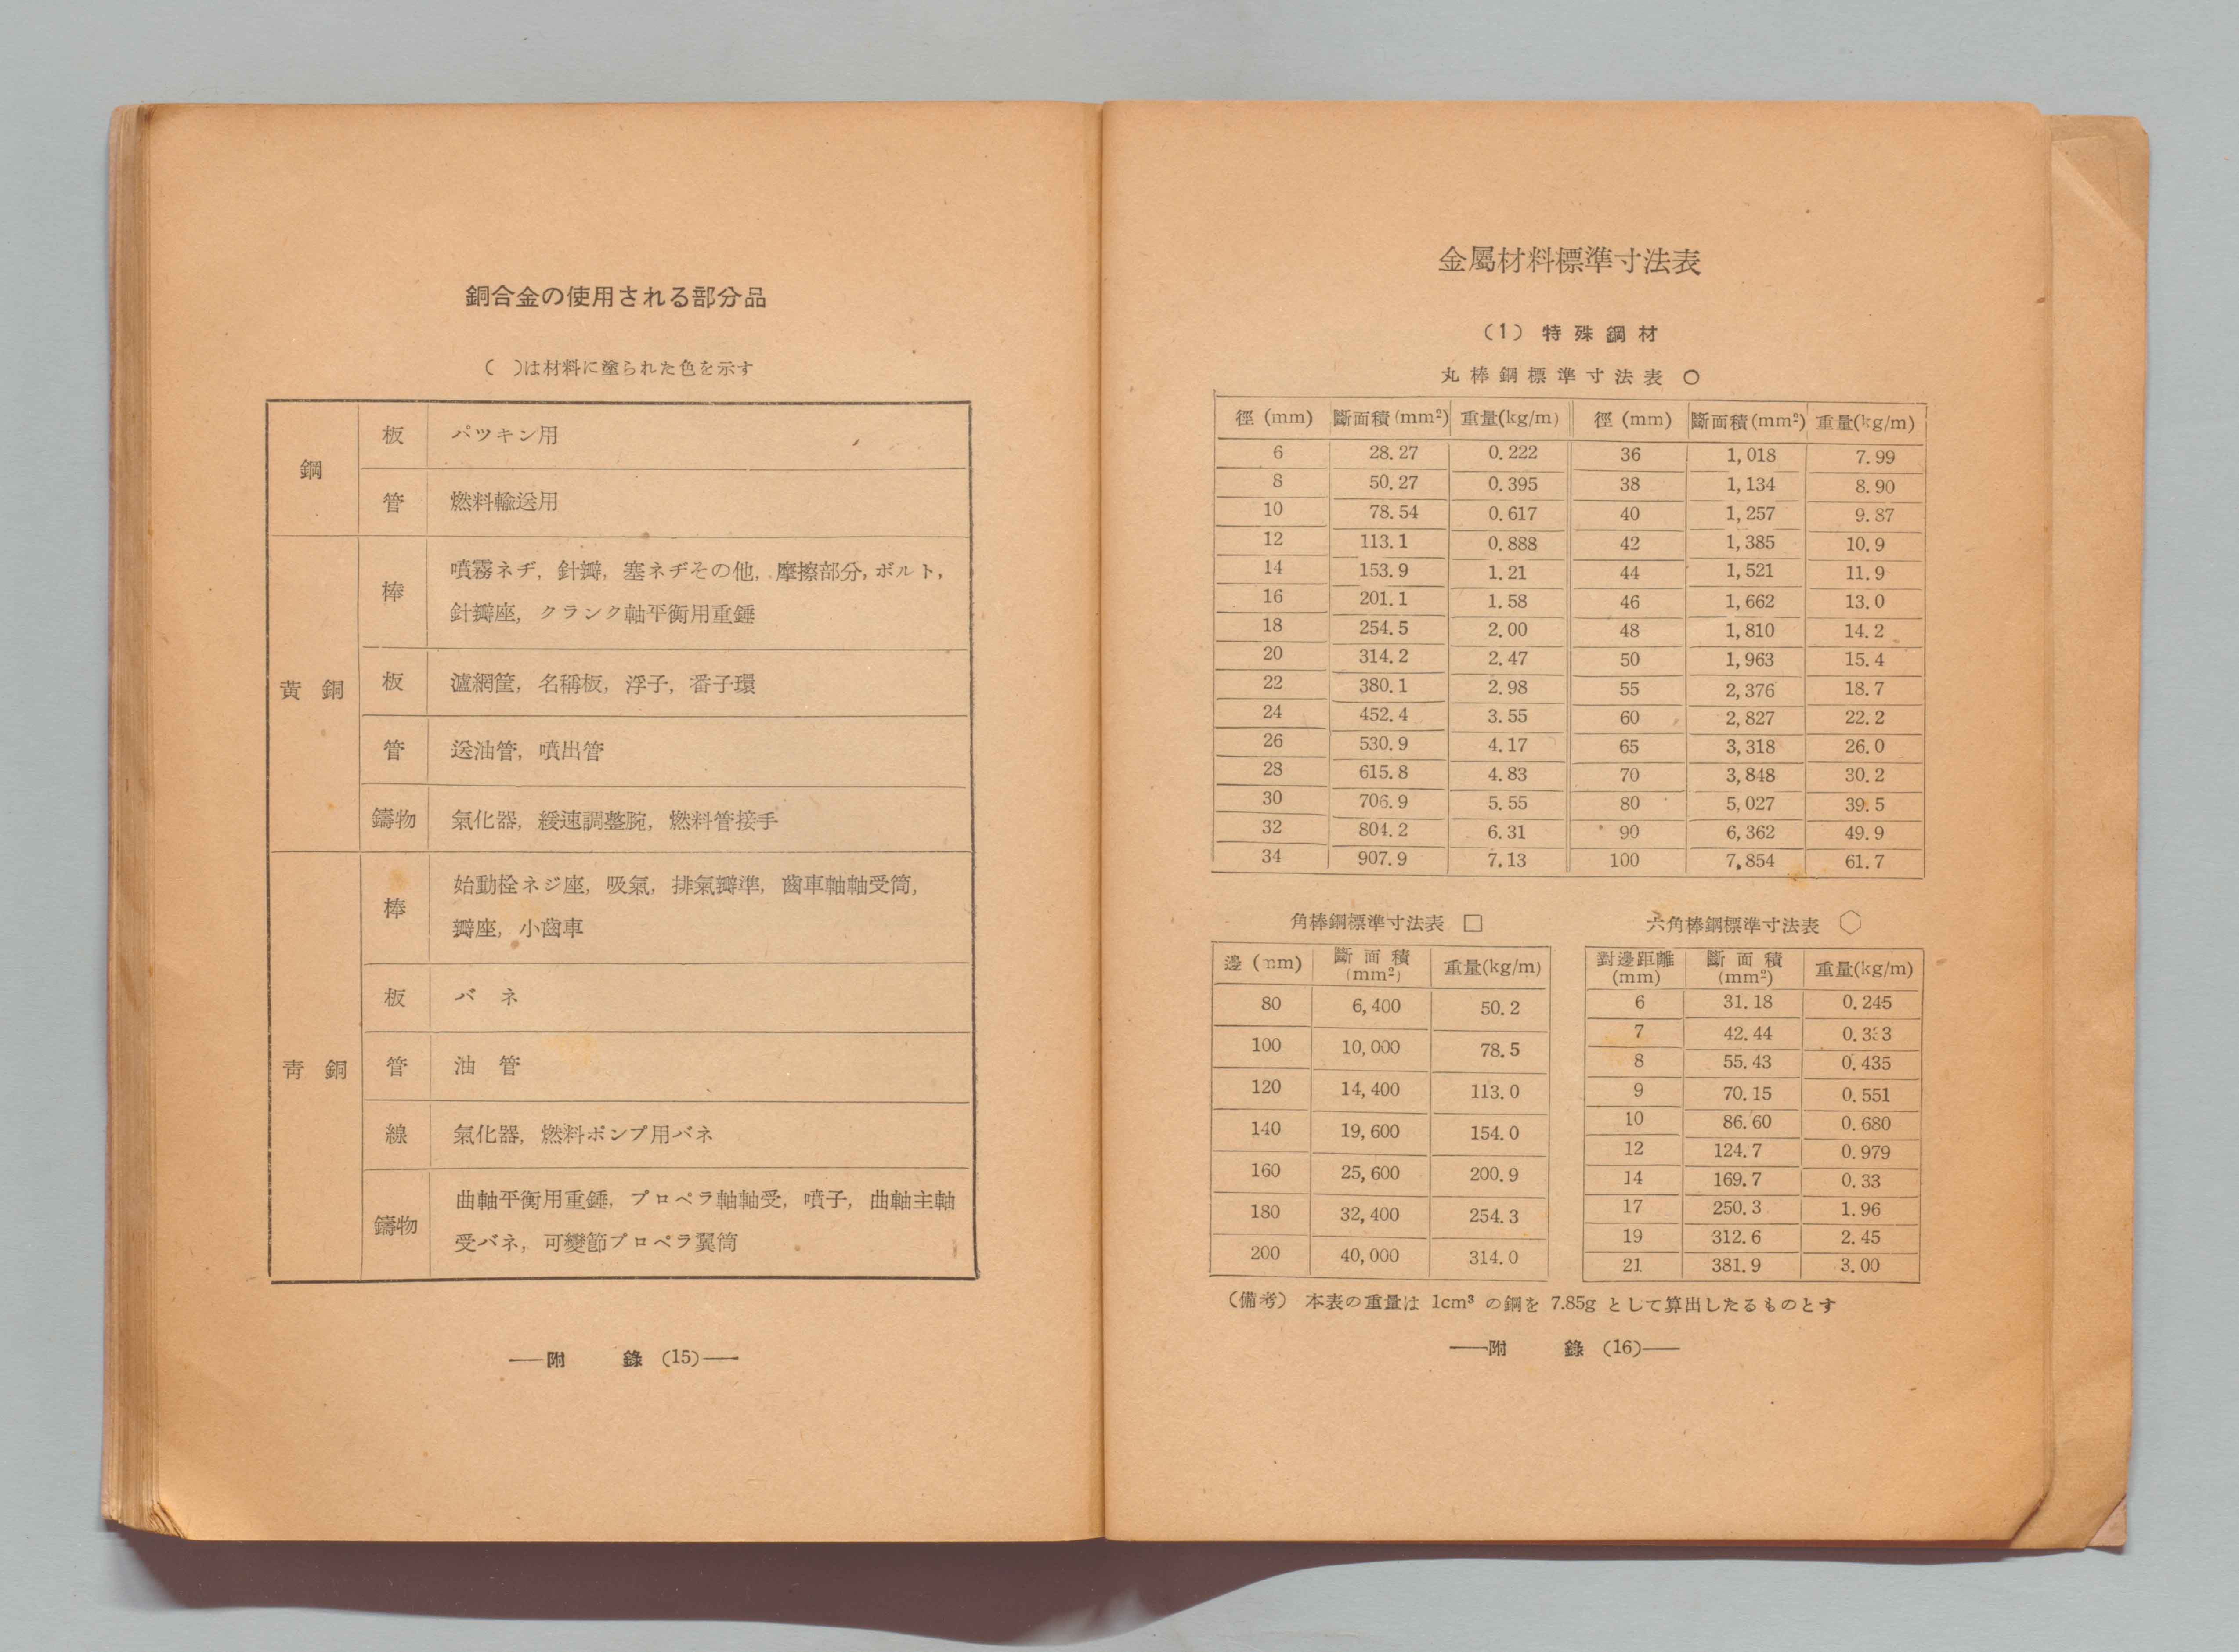 銅合金の使用される部分品
(　)は材料に塗られた色を示す
鋼
板 パツキン用
管 燃料輸送用
黃銅
棒 噴霧ネヂ, 針瓣, 塞ネヂその他, 摩擦部分, ボルト,
針瓣座, クランク軸平衡用重錘
板 濾網筐, 名稱板, 浮子, 番子環
管 送油管, 噴出管
鑄物 氣化器, 緩速調整腕, 燃料管接手
靑銅
棒 始動栓ネジ座, 吸氣, 排氣瓣準, 齒車軸軸受筒,
瓣座, 小齒車
板 バネ
管 油管
線 氣化器, 燃料ポンプ用バネ
鑄物 曲軸平衡用重錘, プロペラ軸軸受, 噴子, 曲軸主軸
受バネ, 可變節プロペラ翼筒
——附　錄 (15)——
金屬材料標準寸法表
(1) 特殊鋼材
丸棒鋼標準寸法表 ○
徑 (mm) 斷面積(mm²) 重量(kg/m) 徑 (mm) 斷面積(mm²) 重量(kg/m)
6 28.27 0.222 36 1,018 7.99
8 50.27 0.395 38 1,134 8.90
10 78.54 0.617 40 1,257 9.87
12 113.1 0.888 42 1,385 10.9
14 153.9 1.21 44 1,521 11.9
16 201.1 1.58 46 1,662 13.0
18 254.5 2.00 48 1,810 14.2
20 314.2 2.47 50 1,963 15.4
22 380.1 2.98 55 2,376 18.7
24 452.4 3.55 60 2,827 22.2
26 530.9 4.17 65 3,318 26.0
28 615.8 4.83 70 3,848 30.2
30 706.9 5.55 80 5,027 39.5
32 804.2 6.31 90 6,362 49.9
34 907.9 7.13 100 7,854 61.7
角棒鋼標準寸法表 □
邊 (mm) 斷面積(mm²) 重量(kg/m)
80 6,400 50.2
100 10,000 78.5
120 14,400 113.0
140 19,600 154.0
160 25,600 200.9
180 32,400 254.3
200 40,000 314.0
六角棒鋼標準寸法表 ⬡
對邊距離(mm) 斷面積(mm²) 重量(kg/m)
6 31.18 0.245
7 42.44 0.333
8 55.43 0.435
9 70.15 0.551
10 86.60 0.680
12 124.7 0.979
14 169.7 0.33
17 250.3 1.96
19 312.6 2.45
21 381.9 3.00
(備考) 本表の重量は 1cm³ の鋼を 7.85g として算出したるものとす
——附　錄 (16)——